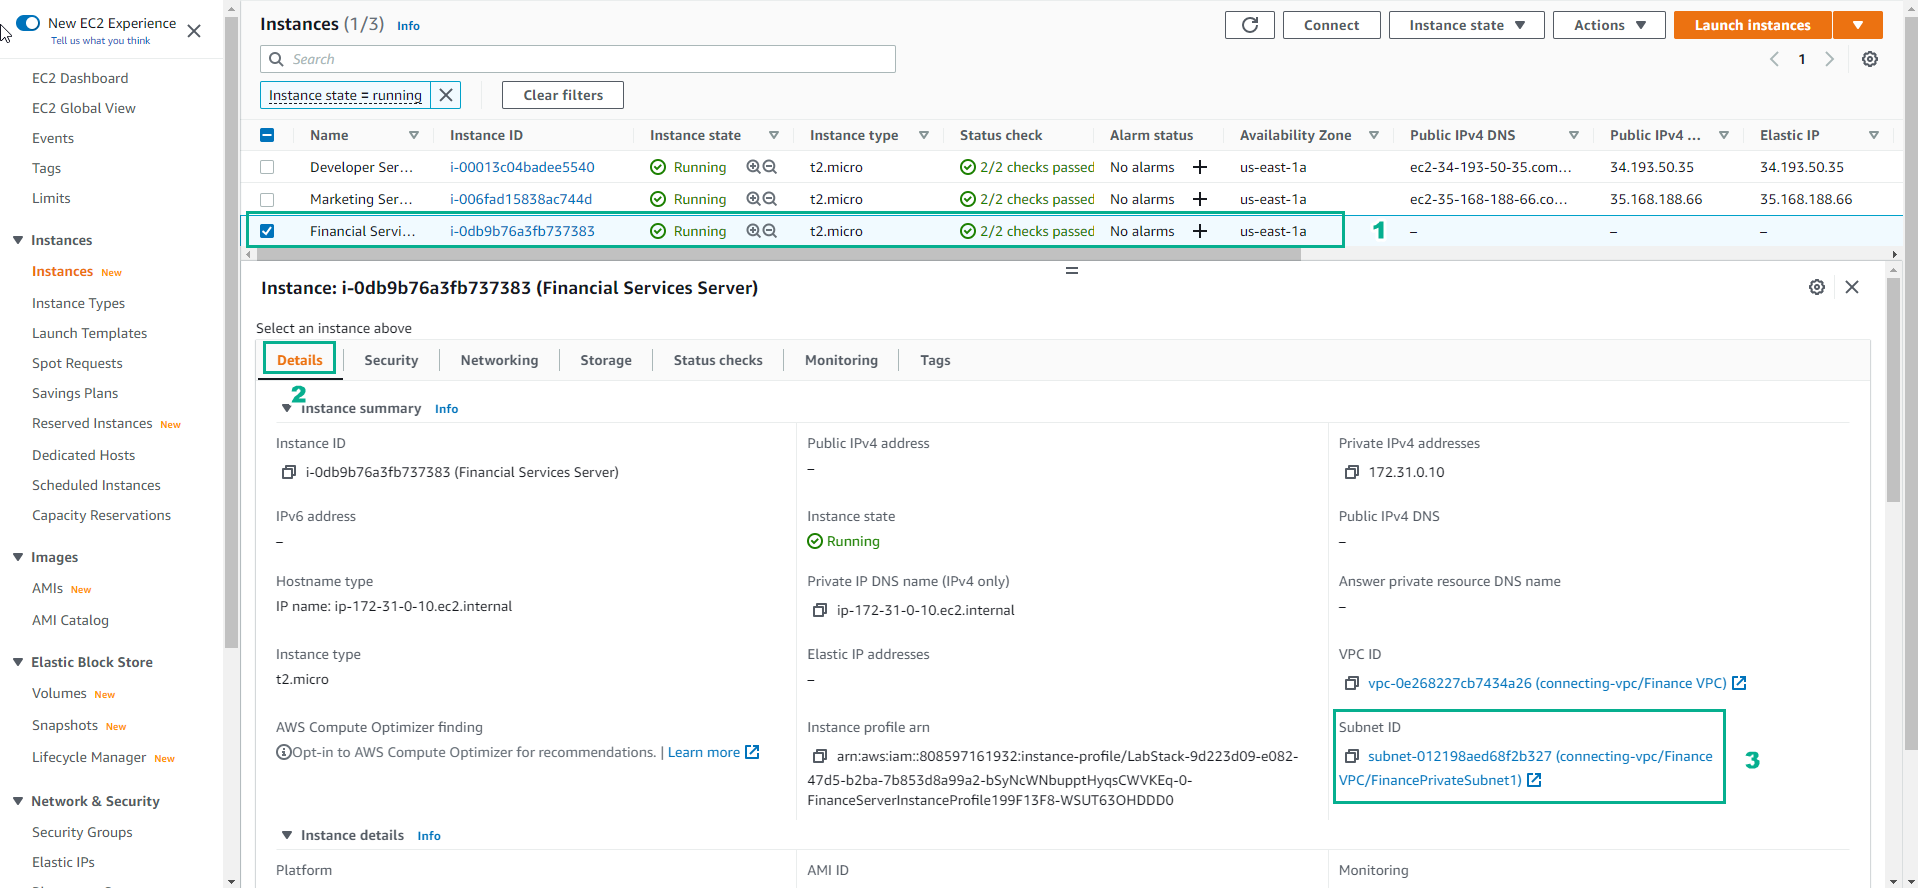 New EC2 Experience
Tell us what you think
EC2 Dashboard
EC2 Global View
Events
Tags
Limits
Instances
Instances New
Instance Types
Launch Templates
Spot Requests
Savings Plans
Reserved Instances New
Dedicated Hosts
Scheduled Instances
Capacity Reservations
Images
AMIs New
AMI Catalog
Elastic Block Store
Volumes New
Snapshots New
Lifecycle Manager New
Network & Security
Security Groups
Elastic IPs
Instances (1/3) Info
Connect
Instance state
Actions
Launch instances
Search
1
Instance state = running
Clear filters
Name Instance ID Instance state Instance type Status check Alarm status Availability Zone Public IPv4 DNS Public IPv4 ... Elastic IP
Developer Ser... i-00013c04badee5540 Running t2.micro 2/2 checks passed No alarms + us-east-1a ec2-34-193-50-35.com... 34.193.50.35 34.193.50.35
Marketing Ser... i-006fad15838ac744d Running t2.micro 2/2 checks passed No alarms + us-east-1a ec2-35-168-188-66.co... 35.168.188.66 35.168.188.66
Financial Servi... i-0db9b76a3fb737383 Running t2.micro 2/2 checks passed No alarms + us-east-1a 1 – – –
Instance: i-0db9b76a3fb737383 (Financial Services Server)
Select an instance above
Details Security Networking Storage Status checks Monitoring Tags
2
Instance summary Info
Instance ID
i-0db9b76a3fb737383 (Financial Services Server)
Public IPv4 address
–
Private IPv4 addresses
172.31.0.10
IPv6 address
–
Instance state
Running
Public IPv4 DNS
–
Hostname type
IP name: ip-172-31-0-10.ec2.internal
Private IP DNS name (IPv4 only)
ip-172-31-0-10.ec2.internal
Answer private resource DNS name
–
Instance type
t2.micro
Elastic IP addresses
–
VPC ID
vpc-0e268227cb7434a26 (connecting-vpc/Finance VPC)
AWS Compute Optimizer finding
Opt-in to AWS Compute Optimizer for recommendations. | Learn more
Instance profile arn
arn:aws:iam::808597161932:instance-profile/LabStack-9d223d09-e082-
47d5-b2ba-7b853d8a99a2-bSyNcWNbupptHyqsCWVKEq-0-
FinanceServerInstanceProfile199F13F8-WSUT63OHDDD0
Subnet ID
subnet-012198aed68f2b327 (connecting-vpc/Finance
VPC/FinancePrivateSubnet1)
3
Instance details Info
Platform
AMI ID
Monitoring